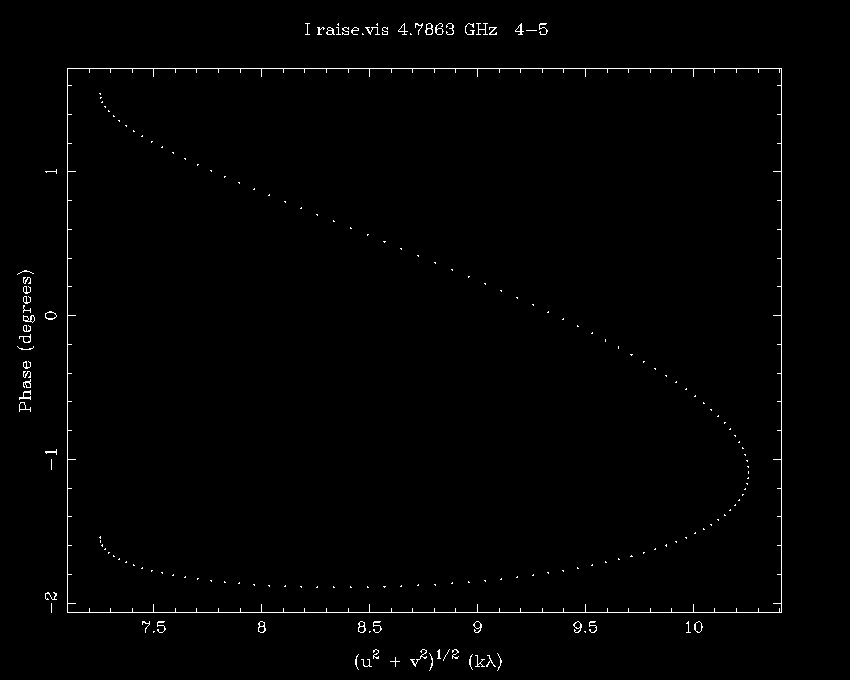 I raise.vis 4.7863 GHz 4−5
1
0
−1
−2
Phase (degrees)
7.5 8 8.5 9 9.5 10
(u² + v²)^1/2 (kλ)